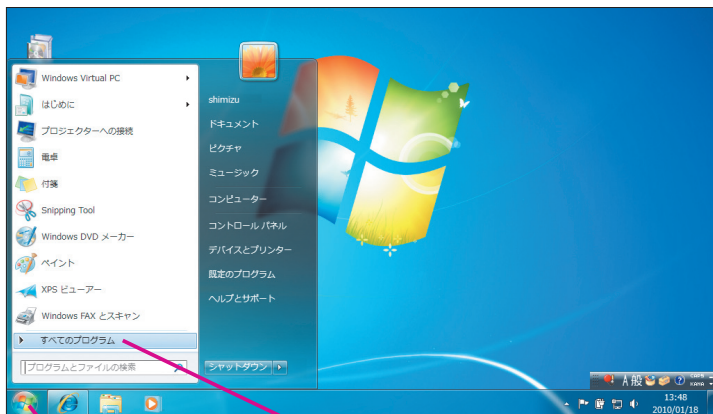 Windows Virtual PC
はじめに
プロジェクターへの接続
電卓
付箋
Snipping Tool
Windows DVD メーカー
ペイント
XPS ビューアー
Windows FAX とスキャン
すべてのプログラム
プログラムとファイルの検索
shimizu
ドキュメント
ピクチャ
ミュージック
コンピューター
コントロール パネル
デバイスとプリンター
既定のプログラム
ヘルプとサポート
シャットダウン
A 般
CAPS
KANA
13:48
2010/01/18